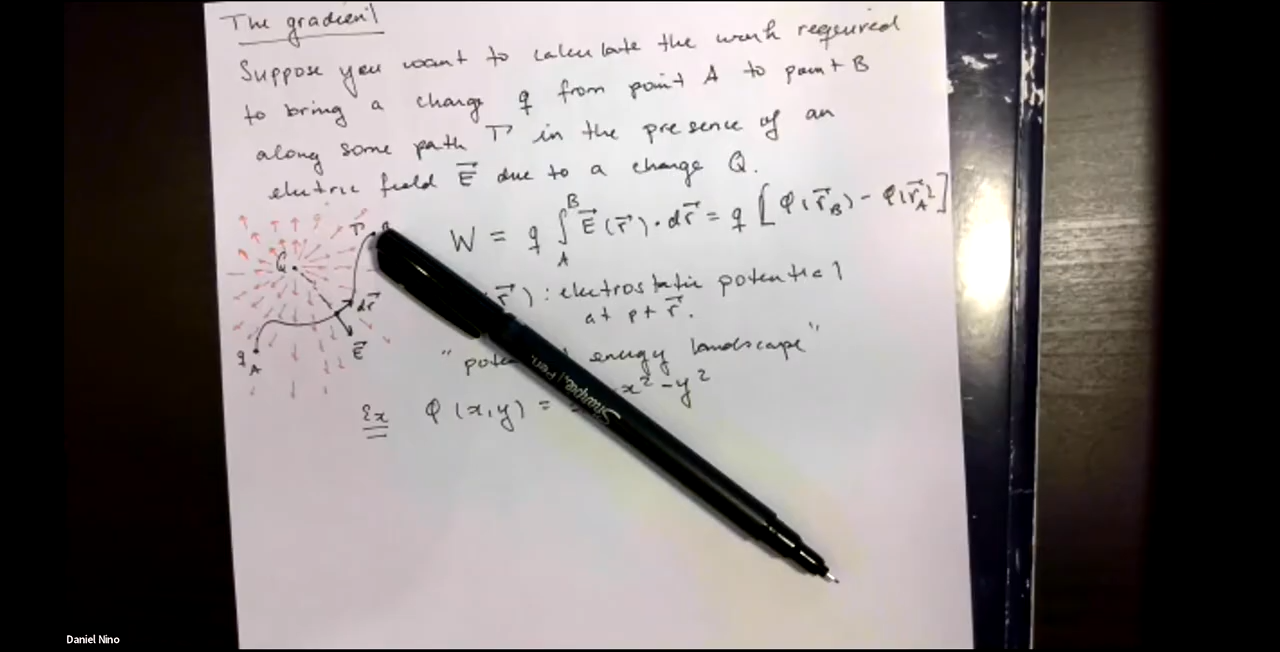 The gradient
Suppose you want to calculate the work required
to bring a charge q from point A to point B
along some path Γ in the presence of an
electric field E⃗ due to a charge Q.
W = q ∫_A^B E⃗(r⃗)·dr⃗ = q [φ(r⃗_B) - φ(r⃗_A)]
Γ
Q
dr⃗
E⃗
q
A
r⃗) : electrostatic potential
at pt r⃗.
" energy landscape"
Ex φ(x,y) = x² - y²
Sharpie Pen.
Daniel Nino